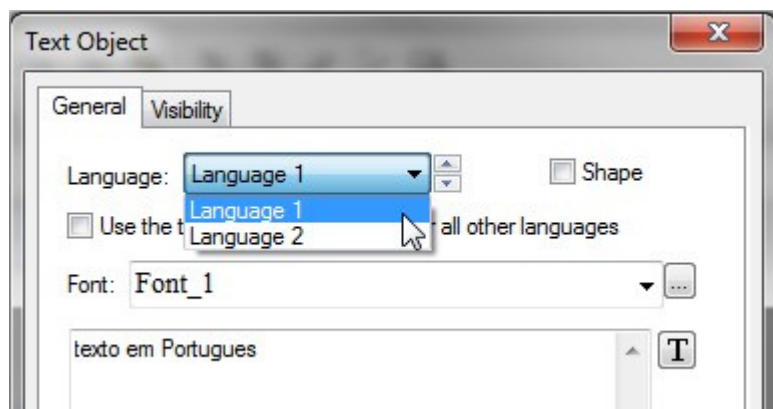 Text Object
General Visibility
Language: Language 1 Shape
Language 1
Use the t all other languages
Language 2
Font: Font_1 ...
texto em Portugues T